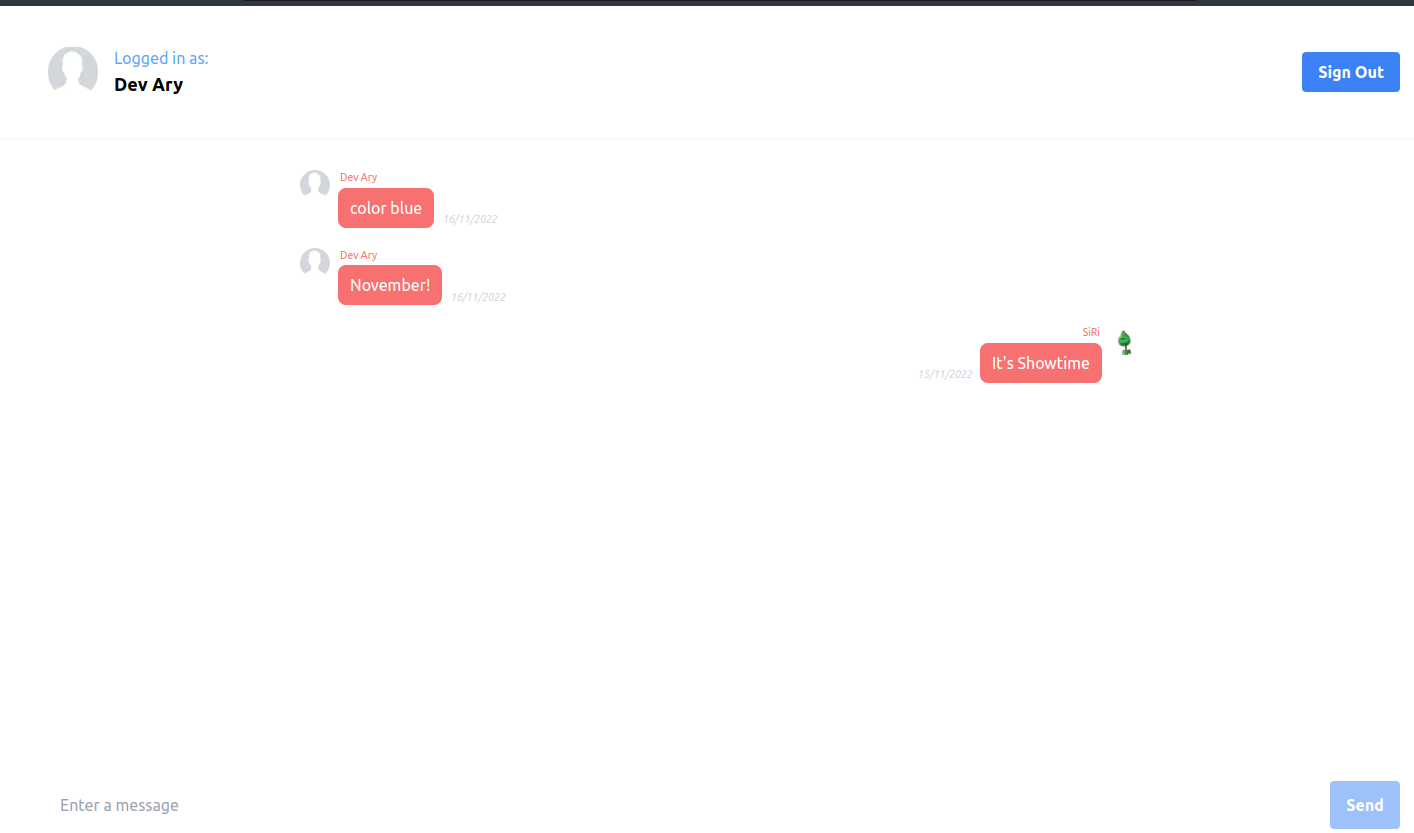 Logged in as:
Dev Ary
Sign Out
Dev Ary
color blue
16/11/2022
Dev Ary
November!
16/11/2022
SiRi
It's Showtime
15/11/2022
Enter a message
Send